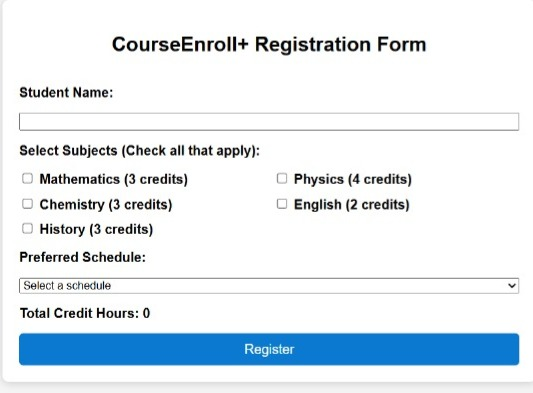 CourseEnroll+ Registration Form
Student Name:
Select Subjects (Check all that apply):
Mathematics (3 credits) Physics (4 credits)
Chemistry (3 credits) English (2 credits)
History (3 credits)
Preferred Schedule:
Select a schedule
Total Credit Hours: 0
Register